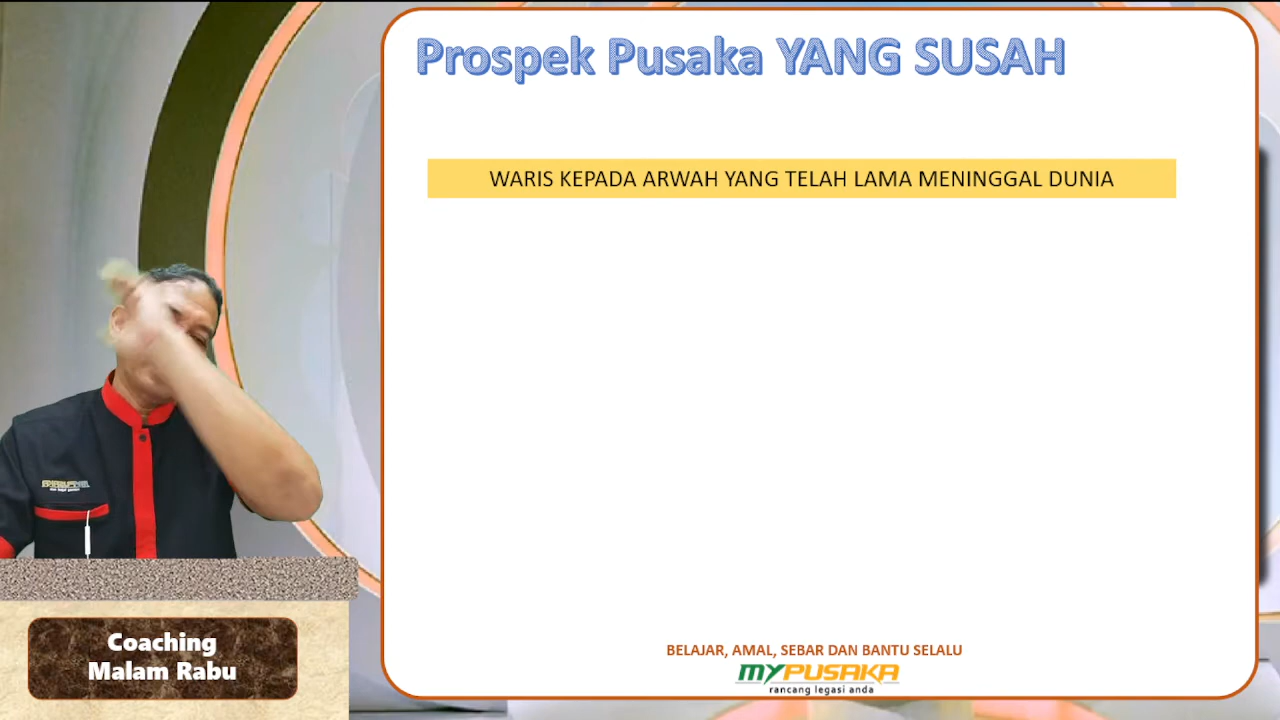 Prospek Pusaka YANG SUSAH
WARIS KEPADA ARWAH YANG TELAH LAMA MENINGGAL DUNIA
Coaching
Malam Rabu
BELAJAR, AMAL, SEBAR DAN BANTU SELALU
MYPUSAKA
rancang legasi anda